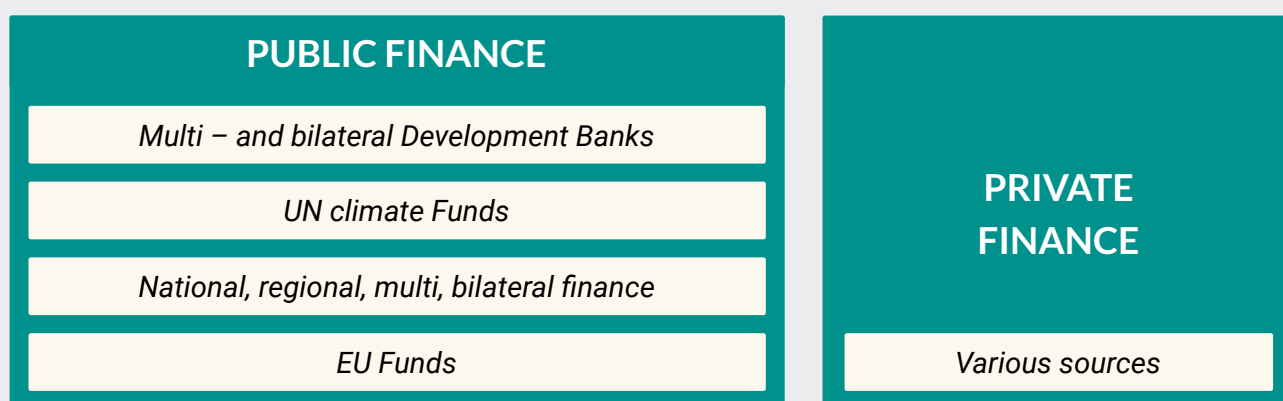 PUBLIC FINANCE
Multi – and bilateral Development Banks
UN climate Funds
National, regional, multi, bilateral finance
EU Funds
PRIVATE
FINANCE
Various sources